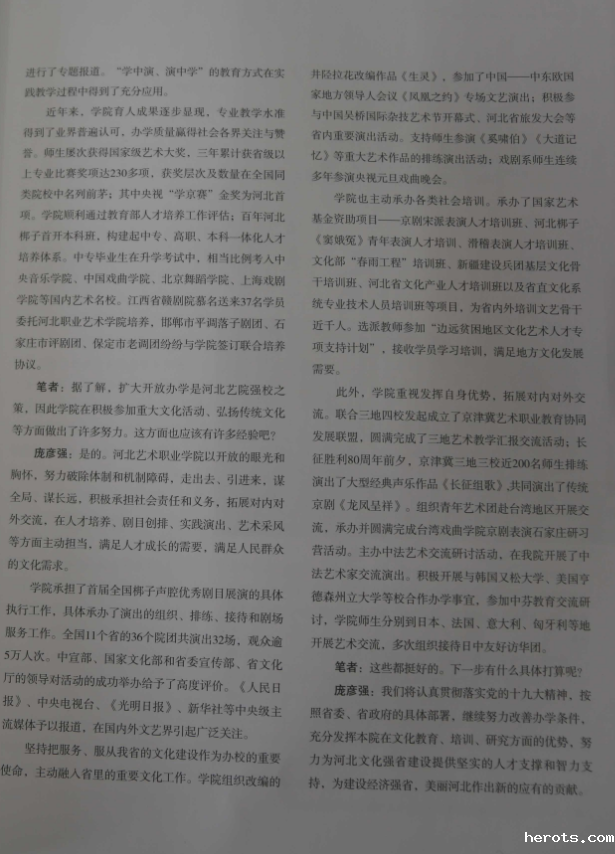 进行了专题报道。“学中演、演中学”的教育方式在实
践教学过程中得到了充分应用。
近年来，学院育人成果逐步显现，专业教学水准
得到了业界普遍认可，办学质量赢得社会各界关注与赞
誉。师生屡次获得国家级艺术大奖，三年累计获省级以
上专业比赛奖项达230多项，获奖层次及数量在全国同
类院校中名列前茅；其中央视“学京赛”金奖为河北首
项。学院顺利通过教育部人才培养工作评估；百年河北
梆子首开本科班，构建起中专、高职、本科一体化人才
培养体系。中专毕业生在升学考试中，相当比例考入中
央音乐学院、中国戏曲学院、北京舞蹈学院、上海戏剧
学院等国内艺术名校。江西省赣剧院慕名送来37名学员
委托河北职业艺术学院培养，邯郸市平调落子剧团、石
家庄市评剧团、保定市老调团纷纷与学院签订联合培养
协议。
笔者：据了解，扩大开放办学是河北艺院强校之
策，因此学院在积极参加重大文化活动、弘扬传统文化
等方面做出了许多努力。这方面也应该有许多经验吧？
庞彦强：是的。河北艺术职业学院以开放的眼光和
胸怀，努力破除体制和机制障碍，走出去、引进来，谋
全局、谋长远，积极承担社会责任和义务，拓展对内对
外交流，在人才培养、剧目创排、实践演出、艺术采风
等方面主动担当，满足人才成长的需要，满足人民群众
的文化需求。
学院承担了首届全国梆子声腔优秀剧目展演的具体
执行工作，具体承办了演出的组织、排练、接待和剧场
服务工作。全国11个省的36个院团共演出32场，观众逾
5万人次。中宣部、国家文化部和省委宣传部、省文化
厅的领导对活动的成功举办给予了高度评价。《人民日
报》、中央电视台、《光明日报》、新华社等中央级主
流媒体予以报道，在国内外文艺界引起广泛关注。
坚持把服务、服从我省的文化建设作为办校的重要
使命，主动融入省里的重要文化工作。学院组织改编的
井陉拉花改编作品《生灵》，参加了中国——中东欧国
家地方领导人会议《凤凰之约》专场文艺演出；积极参
与中国吴桥国际杂技艺术节开幕式、河北省旅发大会等
省内重要演出活动。支持师生参演《奚啸伯》《大道记
忆》等重大艺术作品的排练演出活动；戏剧系师生连续
多年参演央视元旦戏曲晚会。
学院也主动承办各类社会培训。承办了国家艺术
基金资助项目——京剧宋派表演人才培训班、河北梆子
《窦娥冤》青年表演人才培训、滑稽表演人才培训班、
文化部“春雨工程”培训班、新疆建设兵团基层文化骨
干培训班、河北省文化产业人才培训班以及省直文化系
统专业技术人员培训班等项目，为省内外培训文艺骨干
近千人。选派教师参加“边远贫困地区文化艺术人才专
项支持计划”，接收学员学习培训，满足地方文化发展
需要。
此外，学院重视发挥自身优势，拓展对内对外交
流。联合三地四校发起成立了京津冀艺术职业教育协同
发展联盟，圆满完成了三地艺术教学汇报交流活动；长
征胜利80周年前夕，京津冀三地三校近200名师生排练
演出了大型经典声乐作品《长征组歌》，共同演出了传统
京剧《龙凤呈祥》。组织青年艺术团赴台湾地区开展交
流，承办并圆满完成台湾戏曲学院京剧表演石家庄研习
营活动。主办中法艺术交流研讨活动，在我院开展了中
法艺术家交流演出。积极开展与韩国又松大学、美国亨
德森州立大学等校合作办学事宜，参加中芬教育交流研
讨，学院师生分别到日本、法国、意大利、匈牙利等地
开展艺术交流，多次组织接待日中友好访华团。
笔者：这些都挺好的。下一步有什么具体打算呢？
庞彦强：我们将认真贯彻落实党的十九大精神，按
照省委、省政府的具体部署，继续努力改善办学条件，
充分发挥本院在文化教育、培训、研究方面的优势，努
力为河北文化强省建设提供坚实的人才支撑和智力支
持，为建设经济强省，美丽河北作出新的应有的贡献。
herots.com